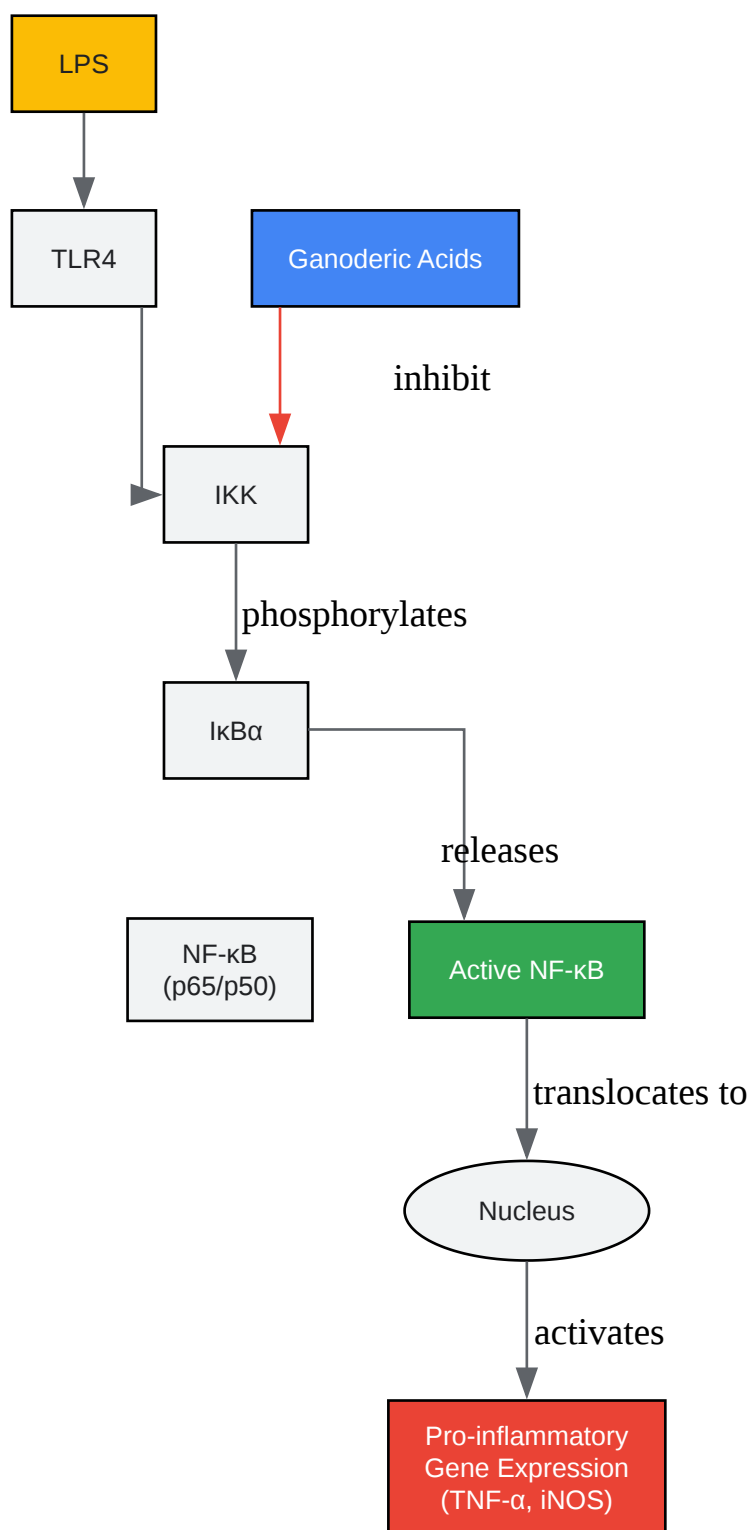 LPS
TLR4
Ganoderic Acids
inhibit
IKK
phosphorylates
IκBα
releases
NF-κB
(p65/p50)
Active NF-κB
translocates to
Nucleus
activates
Pro-inflammatory
Gene Expression
(TNF-α, iNOS)